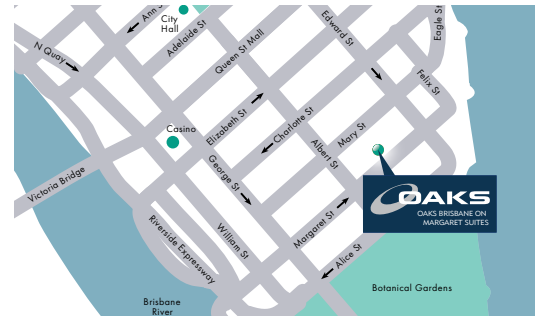 Ann St
City
Hall
Adelaide St
N Quay
Queen St Mall
Edward St
Eagle St
Felix St
Casino
Elizabeth St
Charlotte St
Mary St
Albert St
George St
Victoria Bridge
OAKS
OAKS BRISBANE ON
MARGARET SUITES
Margaret St
William St
Riverside Expressway
Alice St
Botanical Gardens
Brisbane
River